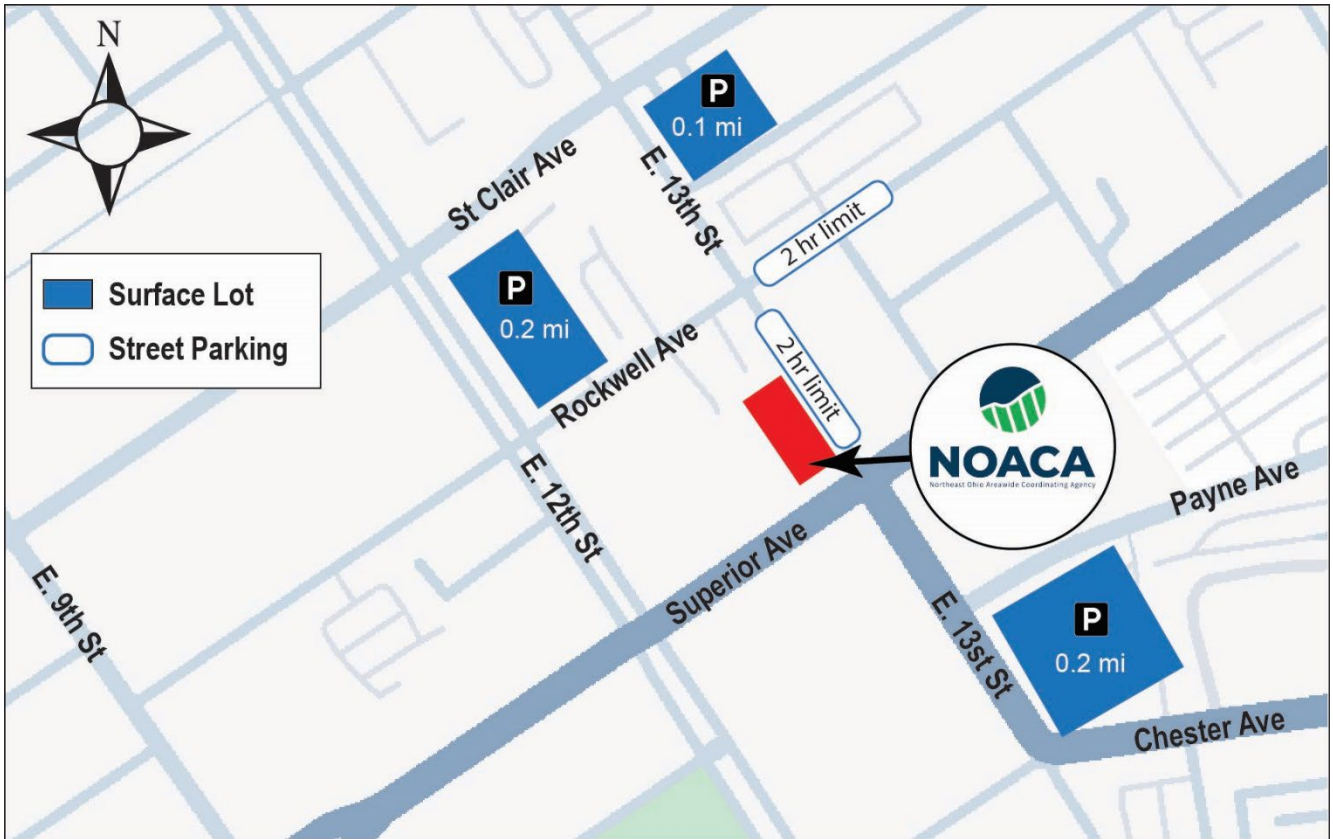 N
P
0.1 mi
St Clair Ave
E. 13th St
2 hr limit
Surface Lot
Street Parking
P
0.2 mi
Rockwell Ave
2 hr limit
NOACA
Northeast Ohio Areawide Coordinating Agency
Payne Ave
E. 12th St
Superior Ave
E. 9th St
E. 13st St
P
0.2 mi
Chester Ave